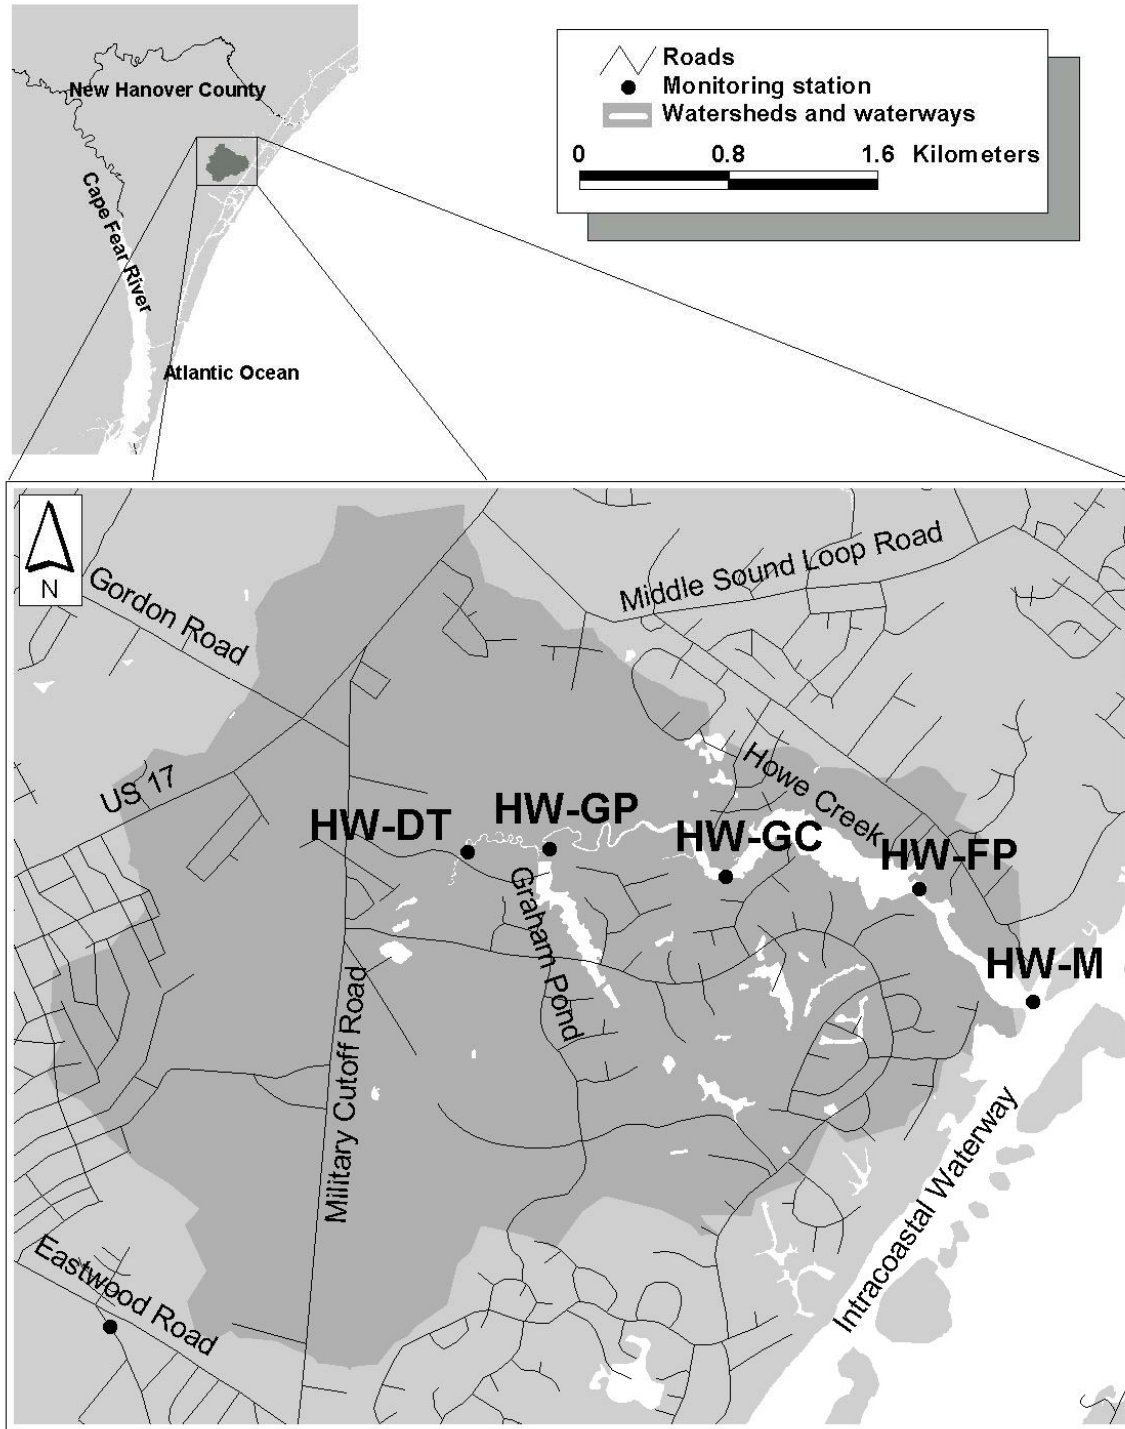 New Hanover County
Cape Fear River
Atlantic Ocean
Roads
Monitoring station
Watersheds and waterways
0 0.8 1.6 Kilometers
N
Gordon Road
Middle Sound Loop Road
US 17
Howe Creek
HW-DT
HW-GP
HW-GC
HW-FP
HW-M
Graham Pond
Military Cutoff Road
Intracoastal Waterway
Eastwood Road